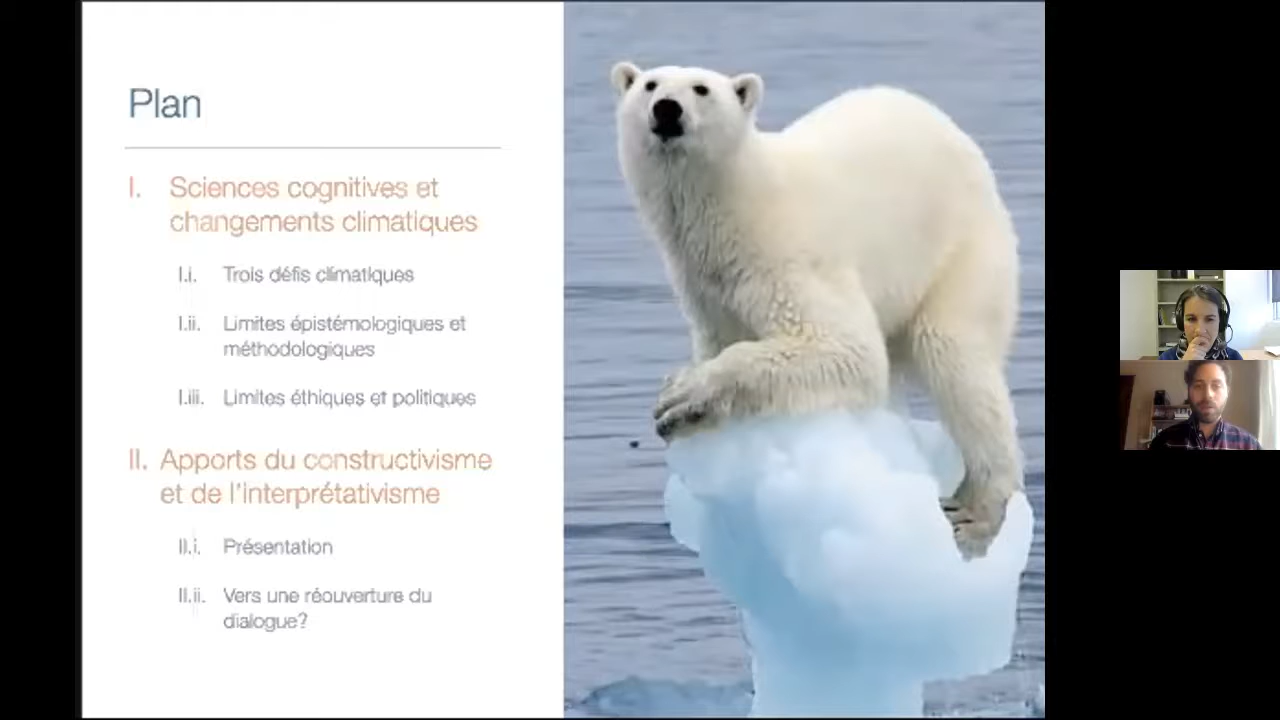 Plan
I. Sciences cognitives et
changements climatiques
I.i. Trois défis climatiques
I.ii. Limites épistémologiques et
méthodologiques
I.iii. Limites éthiques et politiques
II. Apports du constructivisme
et de l'interprétativisme
II.i. Présentation
II.ii. Vers une réouverture du
dialogue?